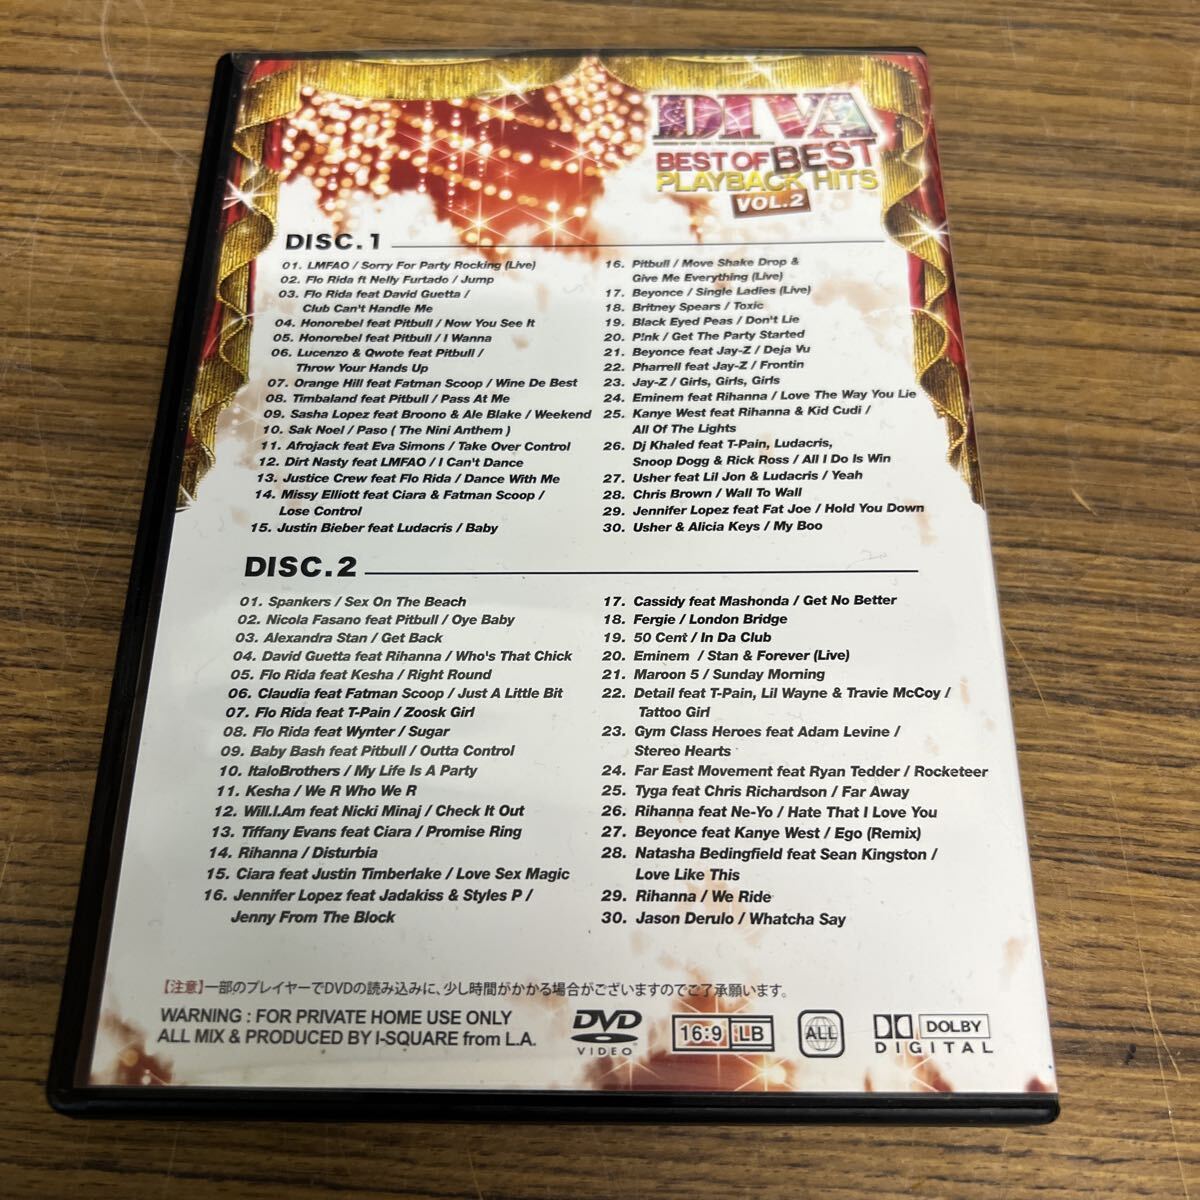 DIVA
BEST OF BEST
PLAYBACK HITS
VOL.2
DISC.1
01. LMFAO / Sorry For Party Rocking (Live)
02. Flo Rida ft Nelly Furtado / Jump
03. Flo Rida feat David Guetta /
Club Can't Handle Me
04. Honorebel feat Pitbull / Now You See It
05. Honorebel feat Pitbull / I Wanna
06. Lucenzo & Qwote feat Pitbull /
Throw Your Hands Up
07. Orange Hill feat Fatman Scoop / Wine De Best
08. Timbaland feat Pitbull / Pass At Me
09. Sasha Lopez feat Broono & Ale Blake / Weekend
10. Sak Noel / Paso ( The Nini Anthem )
11. Afrojack feat Eva Simons / Take Over Control
12. Dirt Nasty feat LMFAO / I Can't Dance
13. Justice Crew feat Flo Rida / Dance With Me
14. Missy Elliott feat Ciara & Fatman Scoop /
Lose Control
15. Justin Bieber feat Ludacris / Baby
16. Pitbull / Move Shake Drop &
Give Me Everything (Live)
17. Beyonce / Single Ladies (Live)
18. Britney Spears / Toxic
19. Black Eyed Peas / Don't Lie
20. P!nk / Get The Party Started
21. Beyonce feat Jay-Z / Deja Vu
22. Pharrell feat Jay-Z / Frontin
23. Jay-Z / Girls, Girls, Girls
24. Eminem feat Rihanna / Love The Way You Lie
25. Kanye West feat Rihanna & Kid Cudi /
All Of The Lights
26. Dj Khaled feat T-Pain, Ludacris,
Snoop Dogg & Rick Ross / All I Do Is Win
27. Usher feat Lil Jon & Ludacris / Yeah
28. Chris Brown / Wall To Wall
29. Jennifer Lopez feat Fat Joe / Hold You Down
30. Usher & Alicia Keys / My Boo
DISC.2
01. Spankers / Sex On The Beach
02. Nicola Fasano feat Pitbull / Oye Baby
03. Alexandra Stan / Get Back
04. David Guetta feat Rihanna / Who's That Chick
05. Flo Rida feat Kesha / Right Round
06. Claudia feat Fatman Scoop / Just A Little Bit
07. Flo Rida feat T-Pain / Zoosk Girl
08. Flo Rida feat Wynter / Sugar
09. Baby Bash feat Pitbull / Outta Control
10. ItaloBrothers / My Life Is A Party
11. Kesha / We R Who We R
12. Will.I.Am feat Nicki Minaj / Check It Out
13. Tiffany Evans feat Ciara / Promise Ring
14. Rihanna / Disturbia
15. Ciara feat Justin Timberlake / Love Sex Magic
16. Jennifer Lopez feat Jadakiss & Styles P /
Jenny From The Block
17. Cassidy feat Mashonda / Get No Better
18. Fergie / London Bridge
19. 50 Cent / In Da Club
20. Eminem / Stan & Forever (Live)
21. Maroon 5 / Sunday Morning
22. Detail feat T-Pain, Lil Wayne & Travie McCoy /
Tattoo Girl
23. Gym Class Heroes feat Adam Levine /
Stereo Hearts
24. Far East Movement feat Ryan Tedder / Rocketeer
25. Tyga feat Chris Richardson / Far Away
26. Rihanna feat Ne-Yo / Hate That I Love You
27. Beyonce feat Kanye West / Ego (Remix)
28. Natasha Bedingfield feat Sean Kingston /
Love Like This
29. Rihanna / We Ride
30. Jason Derulo / Whatcha Say
【注意】一部のプレイヤーでDVDの読み込みに、少し時間がかかる場合がございますのでご了承願います。
WARNING : FOR PRIVATE HOME USE ONLY
ALL MIX & PRODUCED BY I-SQUARE from L.A.
DVD
VIDEO
16:9 LB
ALL
DOLBY
DIGITAL